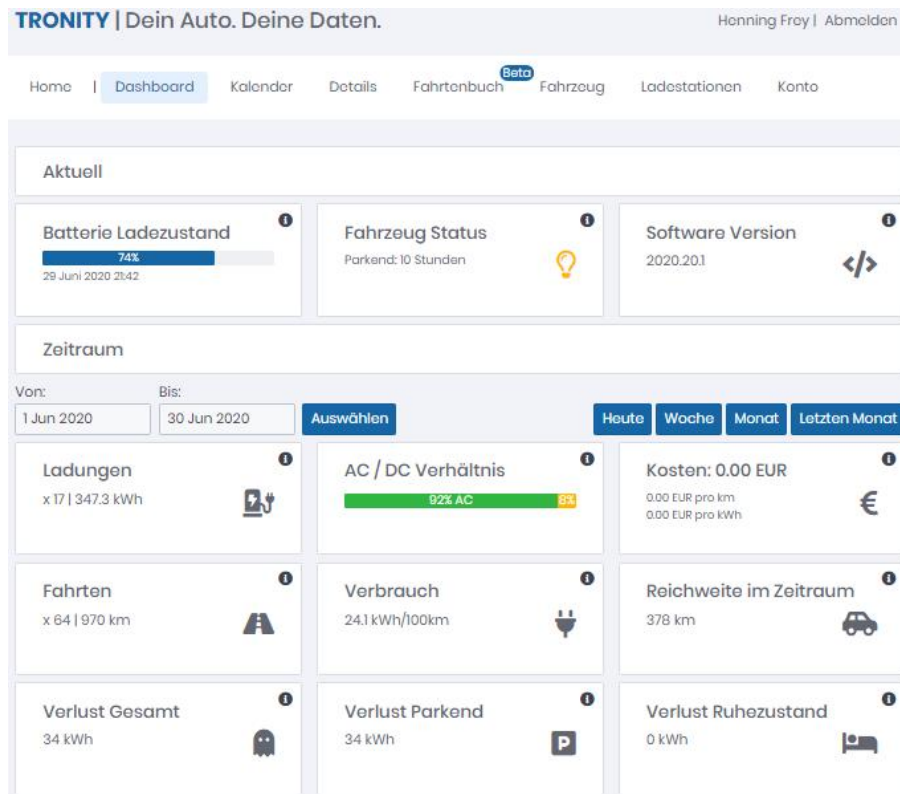 TRONITY | Dein Auto. Deine Daten.
Henning Frey | Abmelden
Home | Dashboard Kalender Details Fahrtenbuch Beta Fahrzeug Ladestationen Konto
Aktuell
Batterie Ladezustand
74%
29 Juni 2020 21:42
Fahrzeug Status
Parkend: 10 Stunden
Software Version
2020.20.1
</>
Zeitraum
Von:
1 Jun 2020
Bis:
30 Jun 2020
Auswählen
Heute
Woche
Monat
Letzten Monat
Ladungen
x 17 | 347.3 kWh
AC / DC Verhältnis
92% AC
8%
Kosten: 0.00 EUR
0.00 EUR pro km
0.00 EUR pro kWh
€
Fahrten
x 64 | 970 km
Verbrauch
24.1 kWh/100km
Reichweite im Zeitraum
378 km
Verlust Gesamt
34 kWh
Verlust Parkend
34 kWh
P
Verlust Ruhezustand
0 kWh